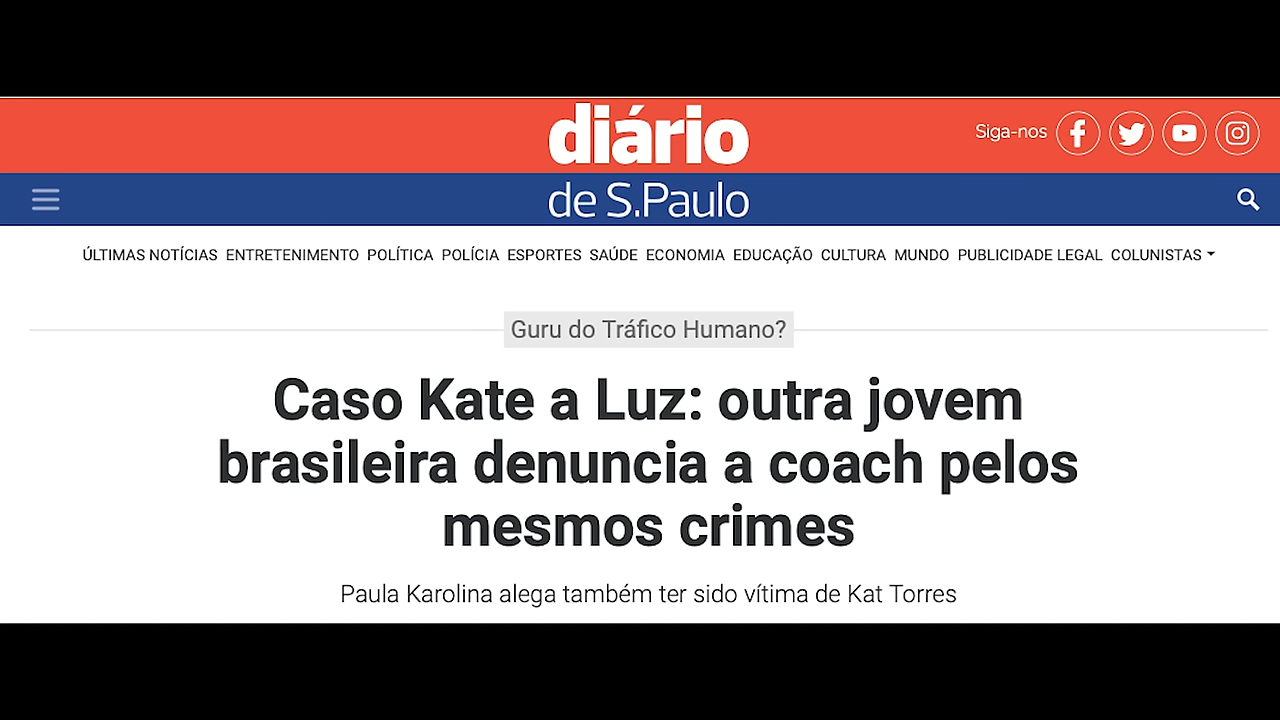 diário
Siga-nos
de S.Paulo
ÚLTIMAS NOTÍCIAS ENTRETENIMENTO POLÍTICA POLÍCIA ESPORTES SAÚDE ECONOMIA EDUCAÇÃO CULTURA MUNDO PUBLICIDADE LEGAL COLUNISTAS
Guru do Tráfico Humano?
Caso Kate a Luz: outra jovem
brasileira denuncia a coach pelos
mesmos crimes
Paula Karolina alega também ter sido vítima de Kat Torres